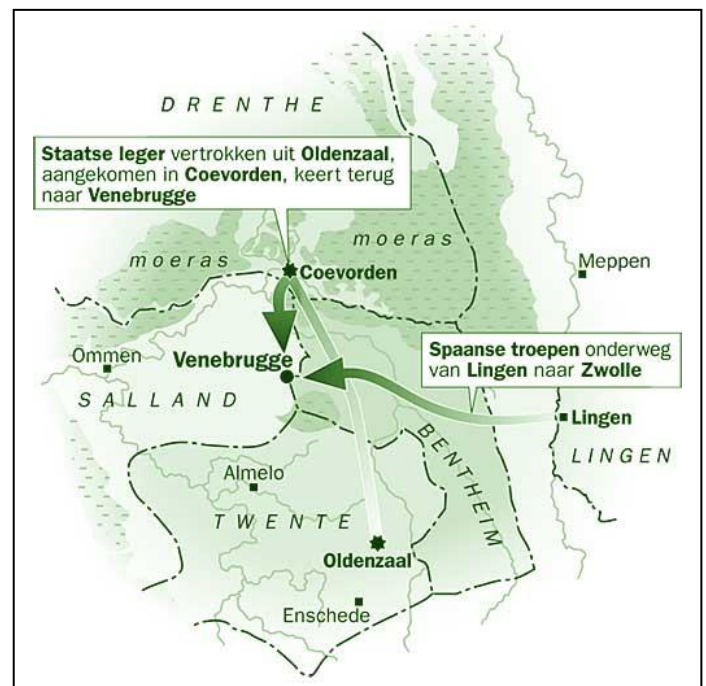 DRENTHE
Staatse leger vertrokken uit Oldenzaal,
aangekomen in Coevorden, keert terug
naar Venebrugge
moeras
moeras
Meppen
Coevorden
Ommen
Venebrugge
Spaanse troepen onderweg
van Lingen naar Zwolle
SALLAND
Lingen
LINGEN
BENTHEIM
Almelo
TWENTE
Oldenzaal
Enschede